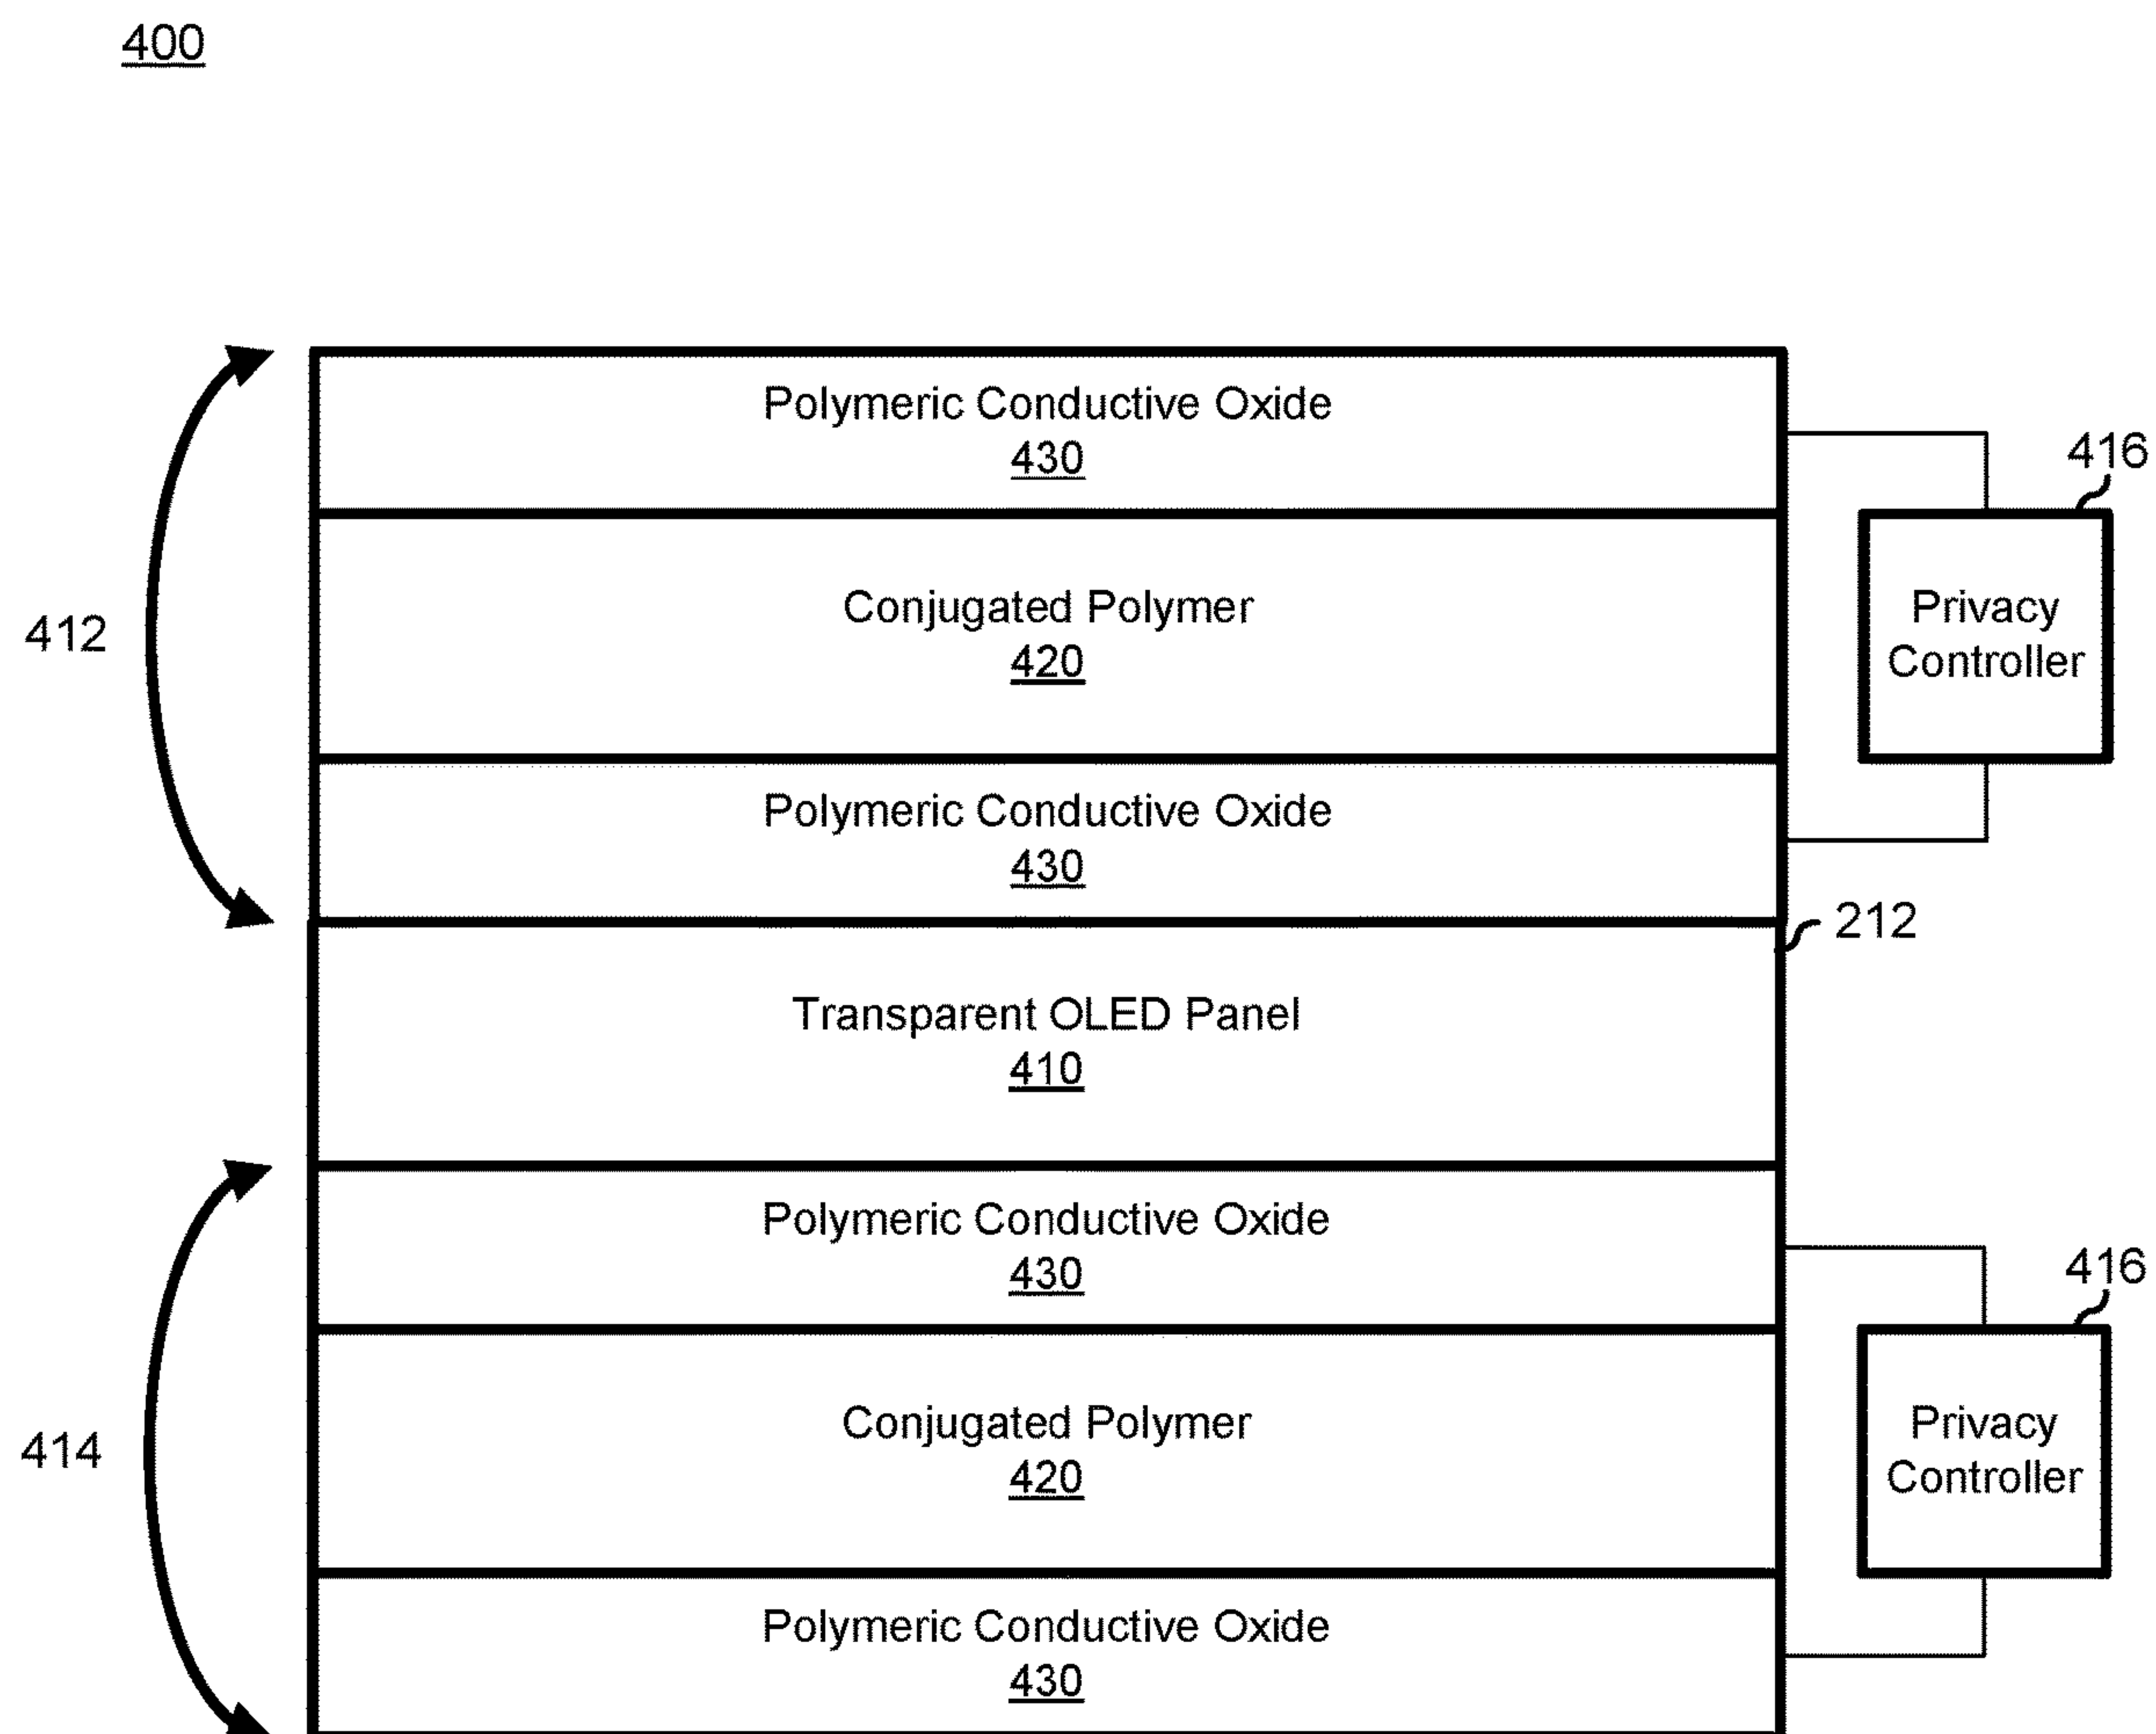 400
Polymeric Conductive Oxide
430
416
Conjugated Polymer
420
Privacy
Controller
412
Polymeric Conductive Oxide
430
212
Transparent OLED Panel
410
Polymeric Conductive Oxide
430
416
Conjugated Polymer
420
Privacy
Controller
414
Polymeric Conductive Oxide
430